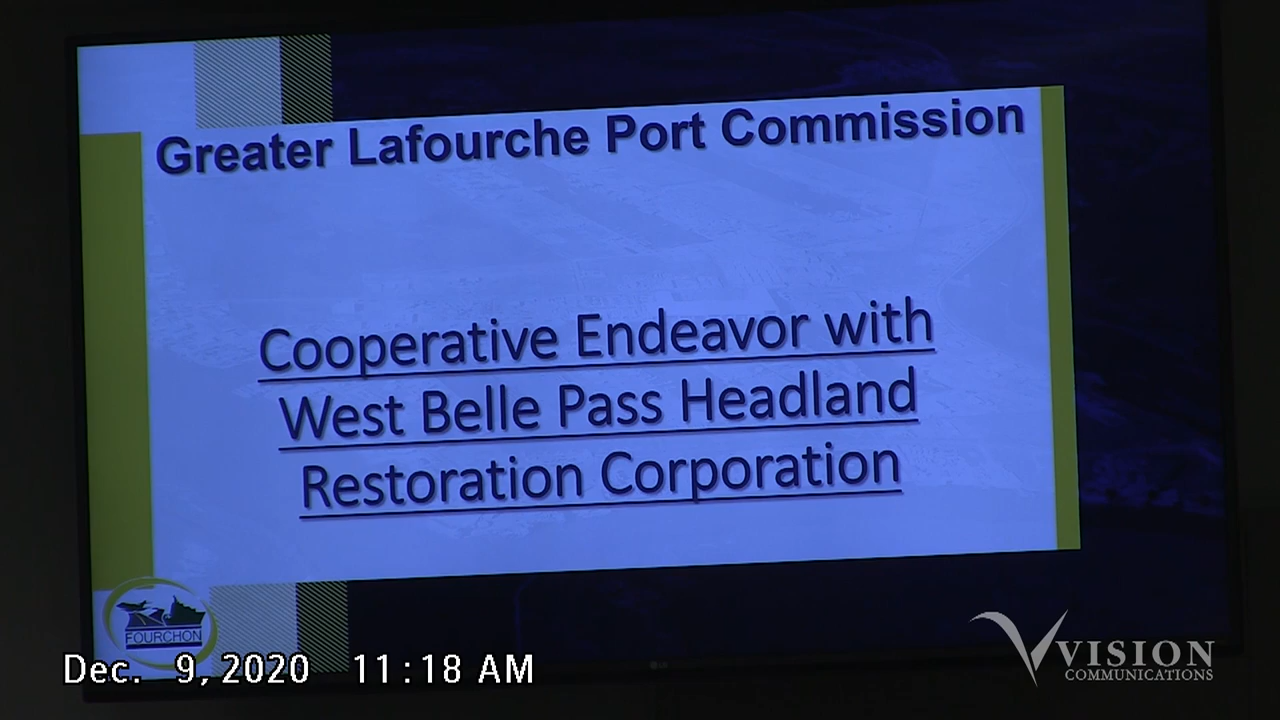 Greater Lafourche Port Commission
Cooperative Endeavor with
West Belle Pass Headland
Restoration Corporation
FOURCHON
Dec. 9, 2020 11:18 AM
VISION
COMMUNICATIONS
LG